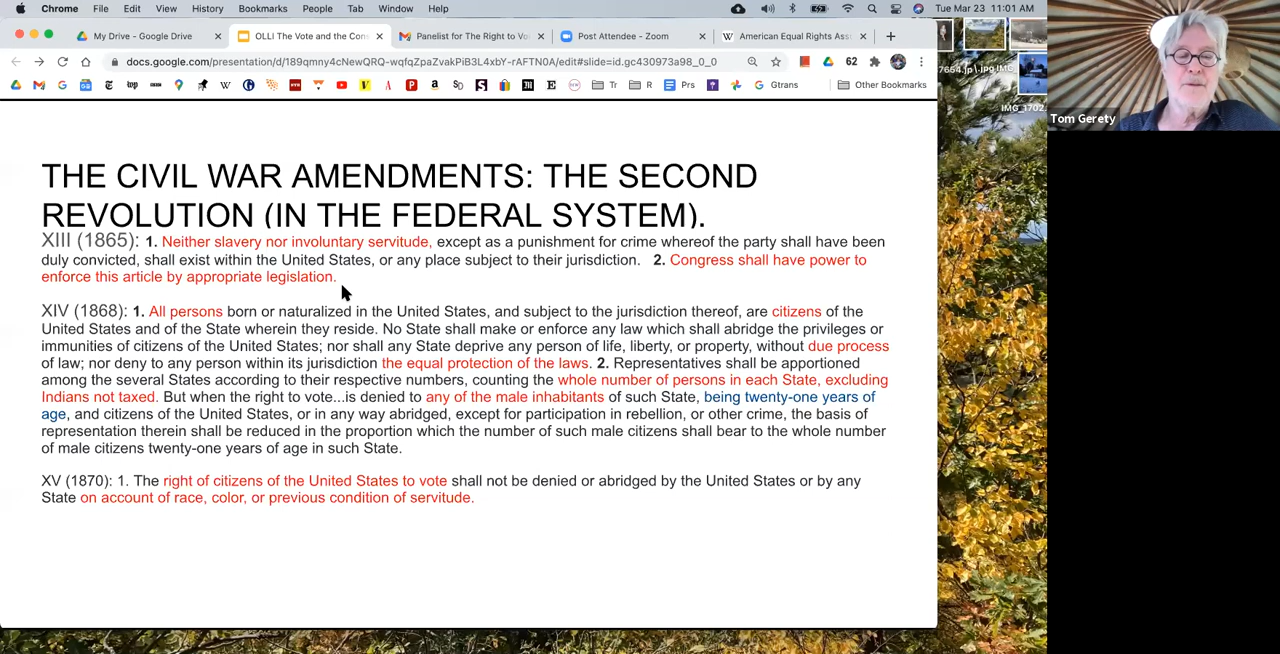 Chrome File Edit View History Bookmarks People Tab Window Help Tue Mar 23 11:01 AM
My Drive - Google Drive OLLI The Vote and the Con Panelist for The Right to Vo Post Attendee - Zoom American Equal Rights Ass
docs.google.com/presentation/d/189qmny4cNewQRQ-wqfqZpaZvakPiB3L4xbY-rAFTN0A/edit#slide=id.gc430973a98_0_0 62
Tr R Prs Gtrans Other Bookmarks
7654.jp \.jpg IMG
IMG_1702.
Tom Gerety
THE CIVIL WAR AMENDMENTS: THE SECOND
REVOLUTION (IN THE FEDERAL SYSTEM).
XIII (1865): 1. Neither slavery nor involuntary servitude, except as a punishment for crime whereof the party shall have been
duly convicted, shall exist within the United States, or any place subject to their jurisdiction. 2. Congress shall have power to
enforce this article by appropriate legislation.
XIV (1868): 1. All persons born or naturalized in the United States, and subject to the jurisdiction thereof, are citizens of the
United States and of the State wherein they reside. No State shall make or enforce any law which shall abridge the privileges or
immunities of citizens of the United States; nor shall any State deprive any person of life, liberty, or property, without due process
of law; nor deny to any person within its jurisdiction the equal protection of the laws. 2. Representatives shall be apportioned
among the several States according to their respective numbers, counting the whole number of persons in each State, excluding
Indians not taxed. But when the right to vote...is denied to any of the male inhabitants of such State, being twenty-one years of
age, and citizens of the United States, or in any way abridged, except for participation in rebellion, or other crime, the basis of
representation therein shall be reduced in the proportion which the number of such male citizens shall bear to the whole number
of male citizens twenty-one years of age in such State.
XV (1870): 1. The right of citizens of the United States to vote shall not be denied or abridged by the United States or by any
State on account of race, color, or previous condition of servitude.